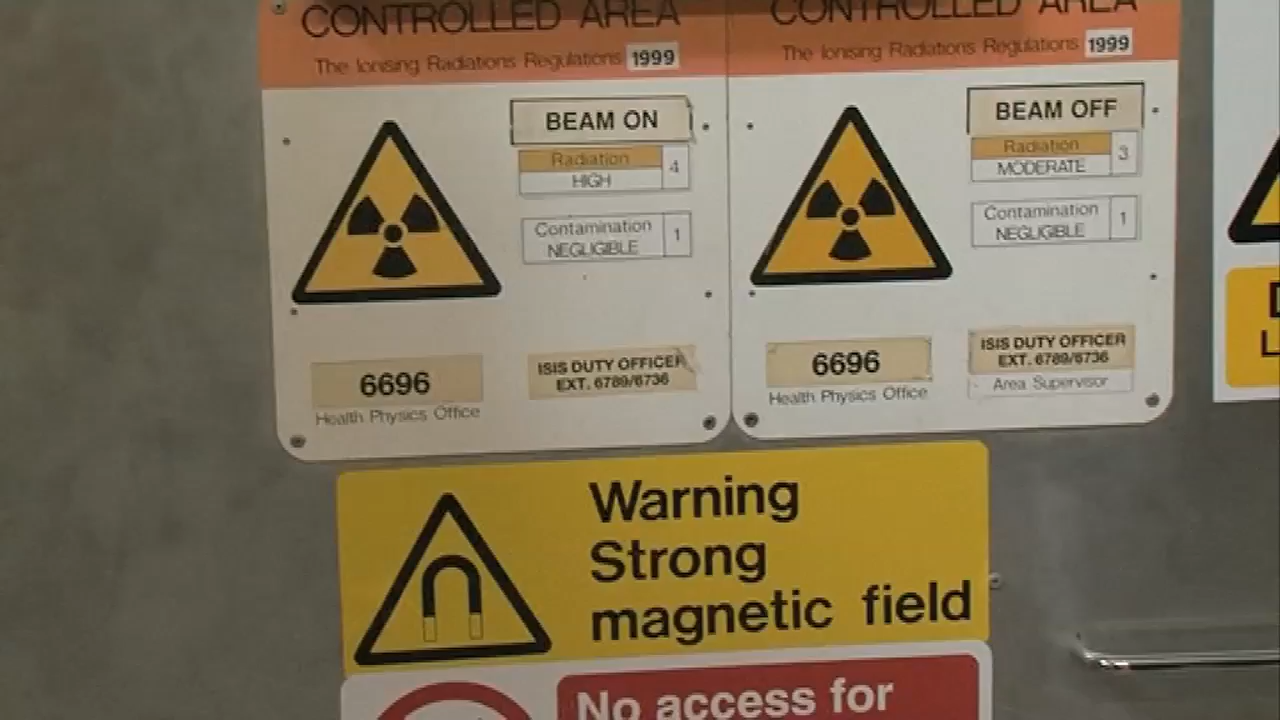 CONTROLLED AREA
The Ionising Radiations Regulations 1999
BEAM ON
Radiation
HIGH
4
Contamination
NEGLIGIBLE
1
6696
Health Physics Office
ISIS DUTY OFFICER
EXT. 6789/6736
CONTROLLED AREA
The Ionising Radiations Regulations 1999
BEAM OFF
Radiation
MODERATE
3
Contamination
NEGLIGIBLE
1
6696
Health Physics Office
ISIS DUTY OFFICER
EXT. 6789/6736
Area Supervisor
Warning
Strong
magnetic field
No access for